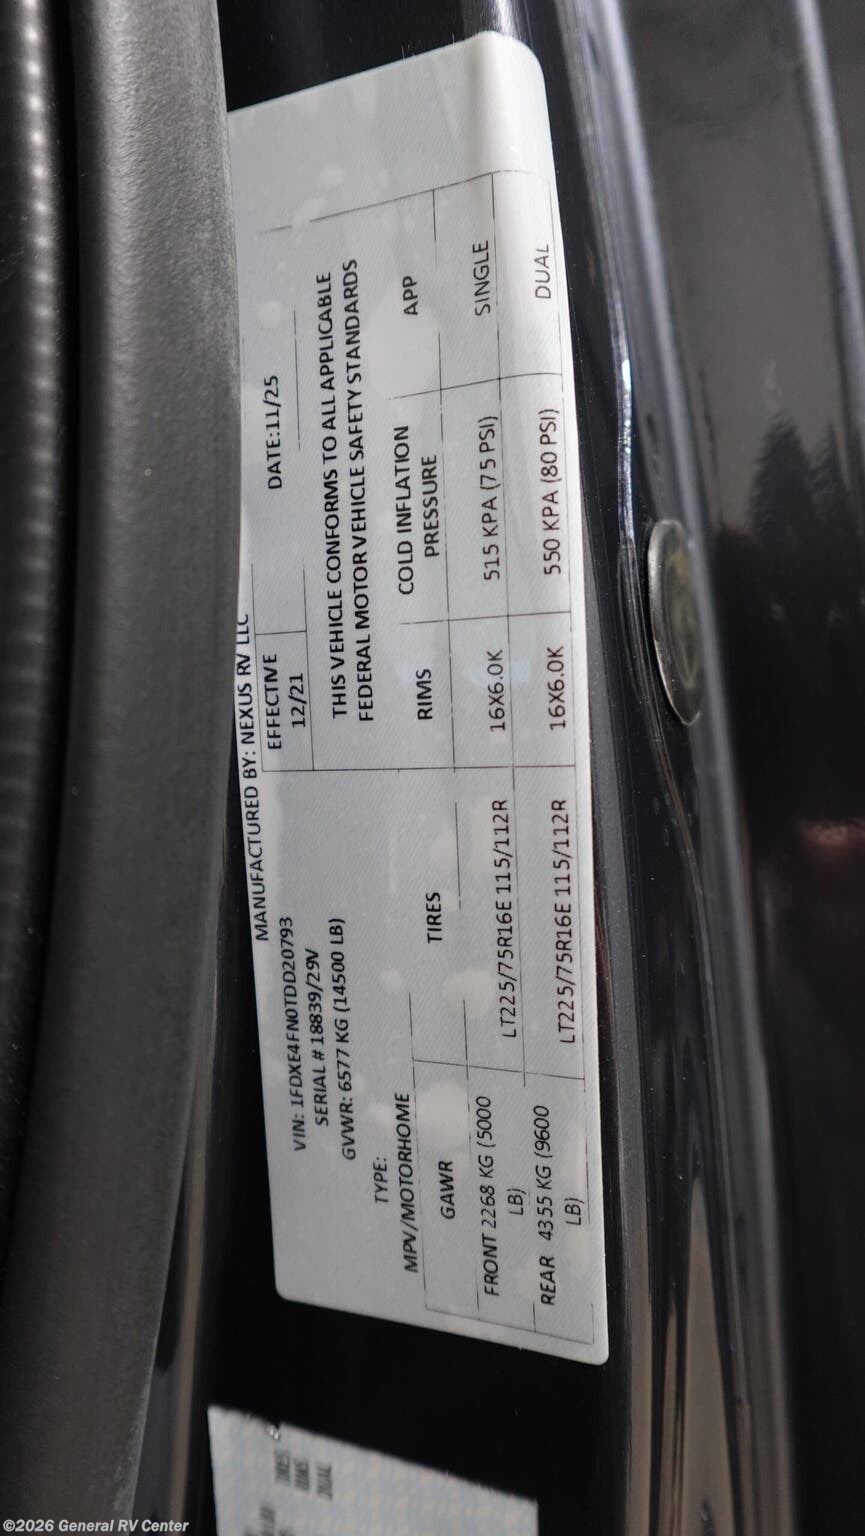 MANUFACTURED BY: NEXUS RV LLC
VIN: 1FDXE4FN0TDD20793
SERIAL # 18839/29V
GVWR: 6577 KG (14500 LB)
TYPE:
MPV/MOTORHOME
EFFECTIVE
12/21
DATE:11/25
THIS VEHICLE CONFORMS TO ALL APPLICABLE
FEDERAL MOTOR VEHICLE SAFETY STANDARDS
GAWR TIRES RIMS COLD INFLATION PRESSURE APP
FRONT 2268 KG (5000 LB) LT225/75R16E 115/112R 16X6.0K 515 KPA (75 PSI) SINGLE
REAR 4355 KG (9600 LB) LT225/75R16E 115/112R 16X6.0K 550 KPA (80 PSI) DUAL
DUAL
©2026 General RV Center